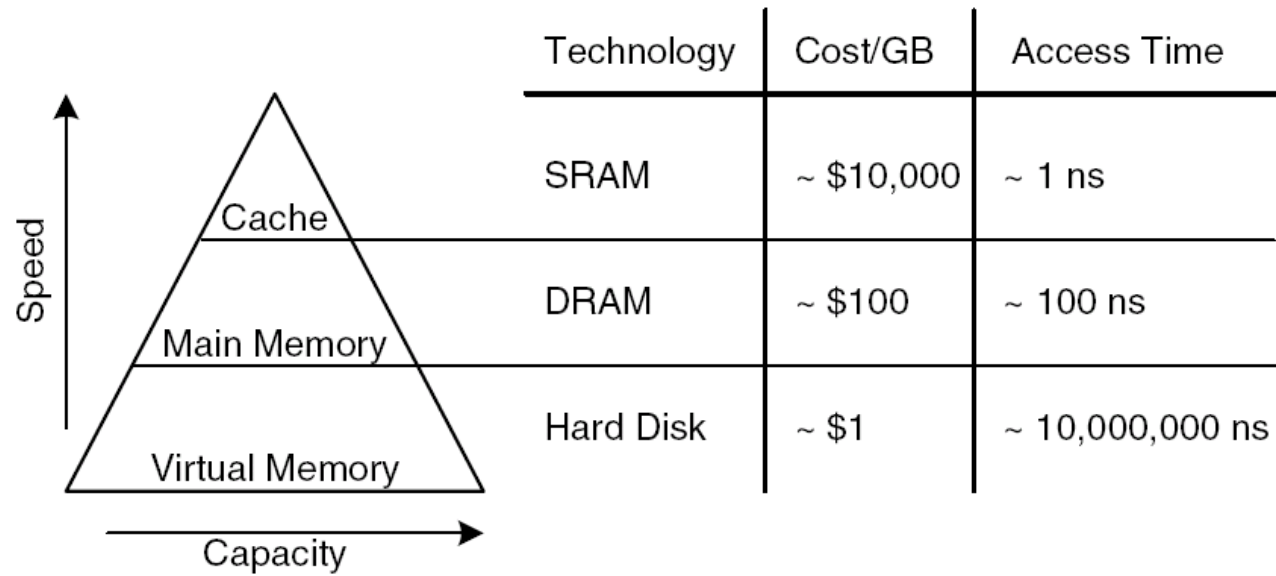 Technology Cost/GB Access Time
SRAM ~ $10,000 ~ 1 ns
Cache
Speed
DRAM ~ $100 ~ 100 ns
Main Memory
Hard Disk ~ $1 ~ 10,000,000 ns
Virtual Memory
Capacity